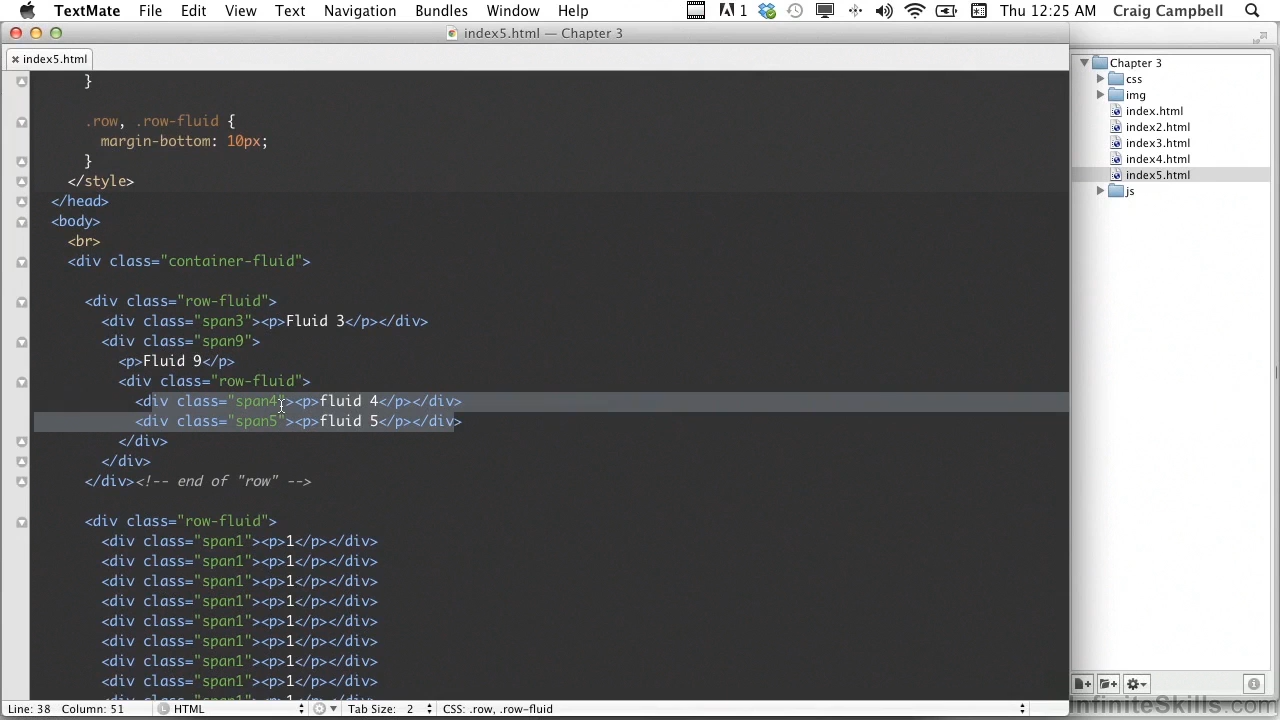 TextMate File Edit View Text Navigation Bundles Window Help 1 Thu 12:25 AM Craig Campbell
index5.html — Chapter 3
index5.html
}
.row, .row-fluid {
margin-bottom: 10px;
}
</style>
</head>
<body>
<br>
<div class="container-fluid">
<div class="row-fluid">
<div class="span3"><p>Fluid 3</p></div>
<div class="span9">
<p>Fluid 9</p>
<div class="row-fluid">
<div class="span4"><p>fluid 4</p></div>
<div class="span5"><p>fluid 5</p></div>
</div>
</div>
</div><!-- end of "row" -->
<div class="row-fluid">
<div class="span1"><p>1</p></div>
<div class="span1"><p>1</p></div>
<div class="span1"><p>1</p></div>
<div class="span1"><p>1</p></div>
<div class="span1"><p>1</p></div>
<div class="span1"><p>1</p></div>
<div class="span1"><p>1</p></div>
<div class="span1"><p>1</p></div>
Line: 38 Column: 51 L HTML Tab Size: 2 CSS: .row, .row-fluid
Chapter 3
css
img
index.html
index2.html
index3.html
index4.html
index5.html
js
InfiniteSkills.com